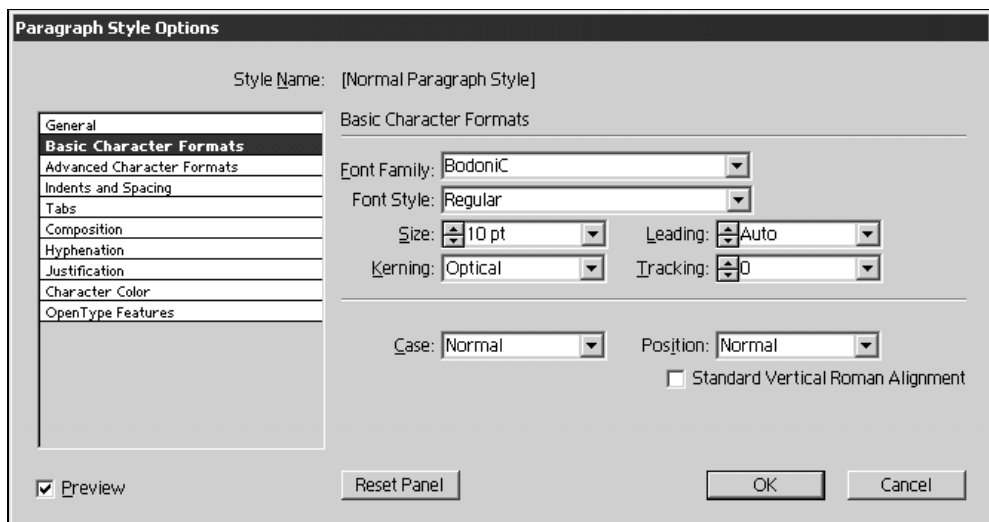 Paragraph Style Options
Style Name: [Normal Paragraph Style]
General
Basic Character Formats
Advanced Character Formats
Indents and Spacing
Tabs
Composition
Hyphenation
Justification
Character Color
OpenType Features
Basic Character Formats
Font Family: BodoniC
Font Style: Regular
Size: 10 pt Leading: Auto
Kerning: Optical Tracking: 0
Case: Normal Position: Normal
Standard Vertical Roman Alignment
Preview Reset Panel OK Cancel